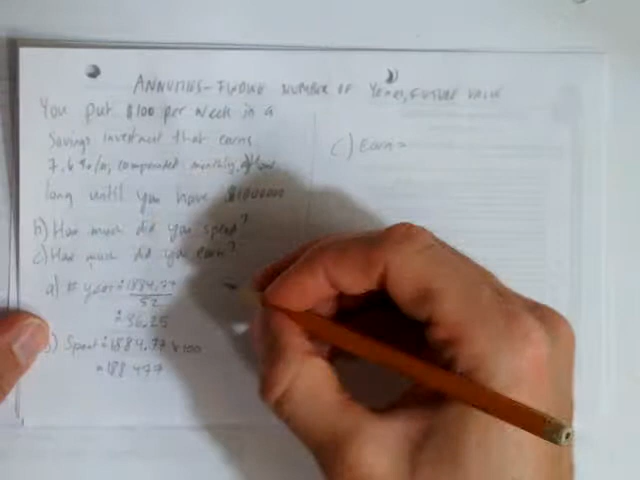 ANNUITIES - FINDING NUMBER OF YEARS, FUTURE VALUE
You put $100 per week in a
Savings investment that earns
7.6%/a, compounded monthly. a) How
long until you have $1000000
b) How much did you spend?
c) How much did you earn?
a) # years = 1884.77
52
= 36.25
b) Spent = 1884.77 x 100
= 188 477
c) Earn =